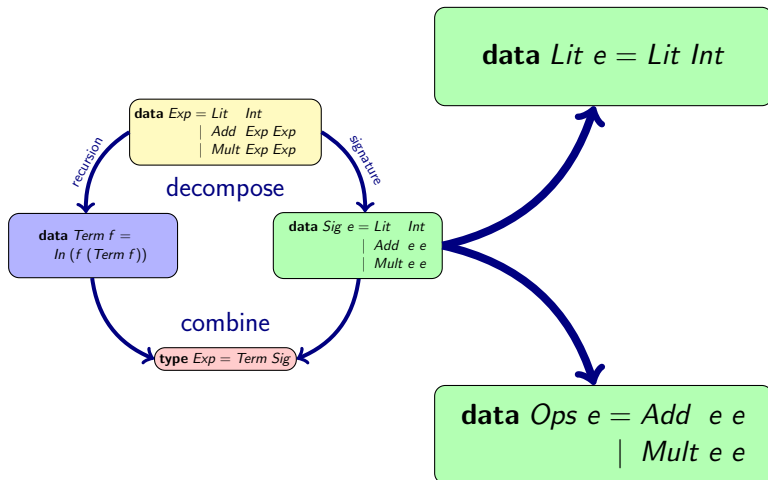 data Lit e = Lit Int
data Exp = Lit Int
| Add Exp Exp
| Mult Exp Exp
recursion
signature
decompose
data Term f =
In (f (Term f))
data Sig e = Lit Int
| Add e e
| Mult e e
combine
type Exp = Term Sig
data Ops e = Add e e
| Mult e e